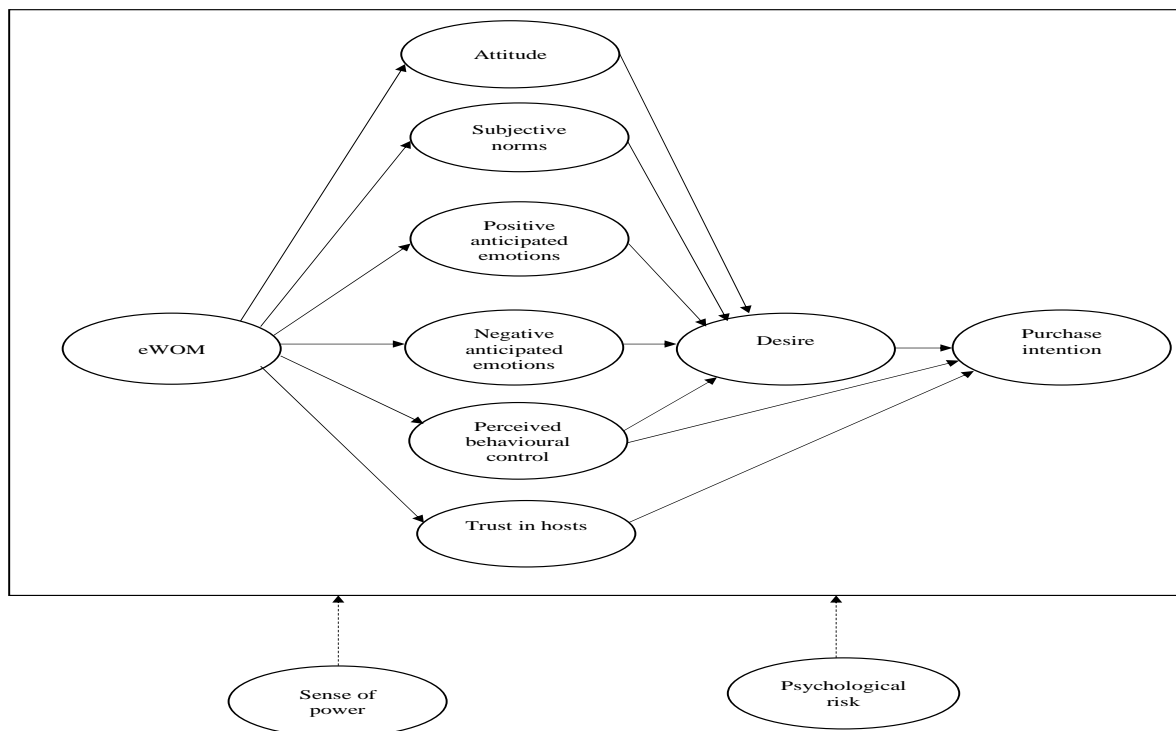 Attitude
Subjective
norms
Positive
anticipated
emotions
eWOM
Negative
anticipated
emotions
Desire
Purchase
intention
Perceived
behavioural
control
Trust in hosts
Sense of
power
Psychological
risk